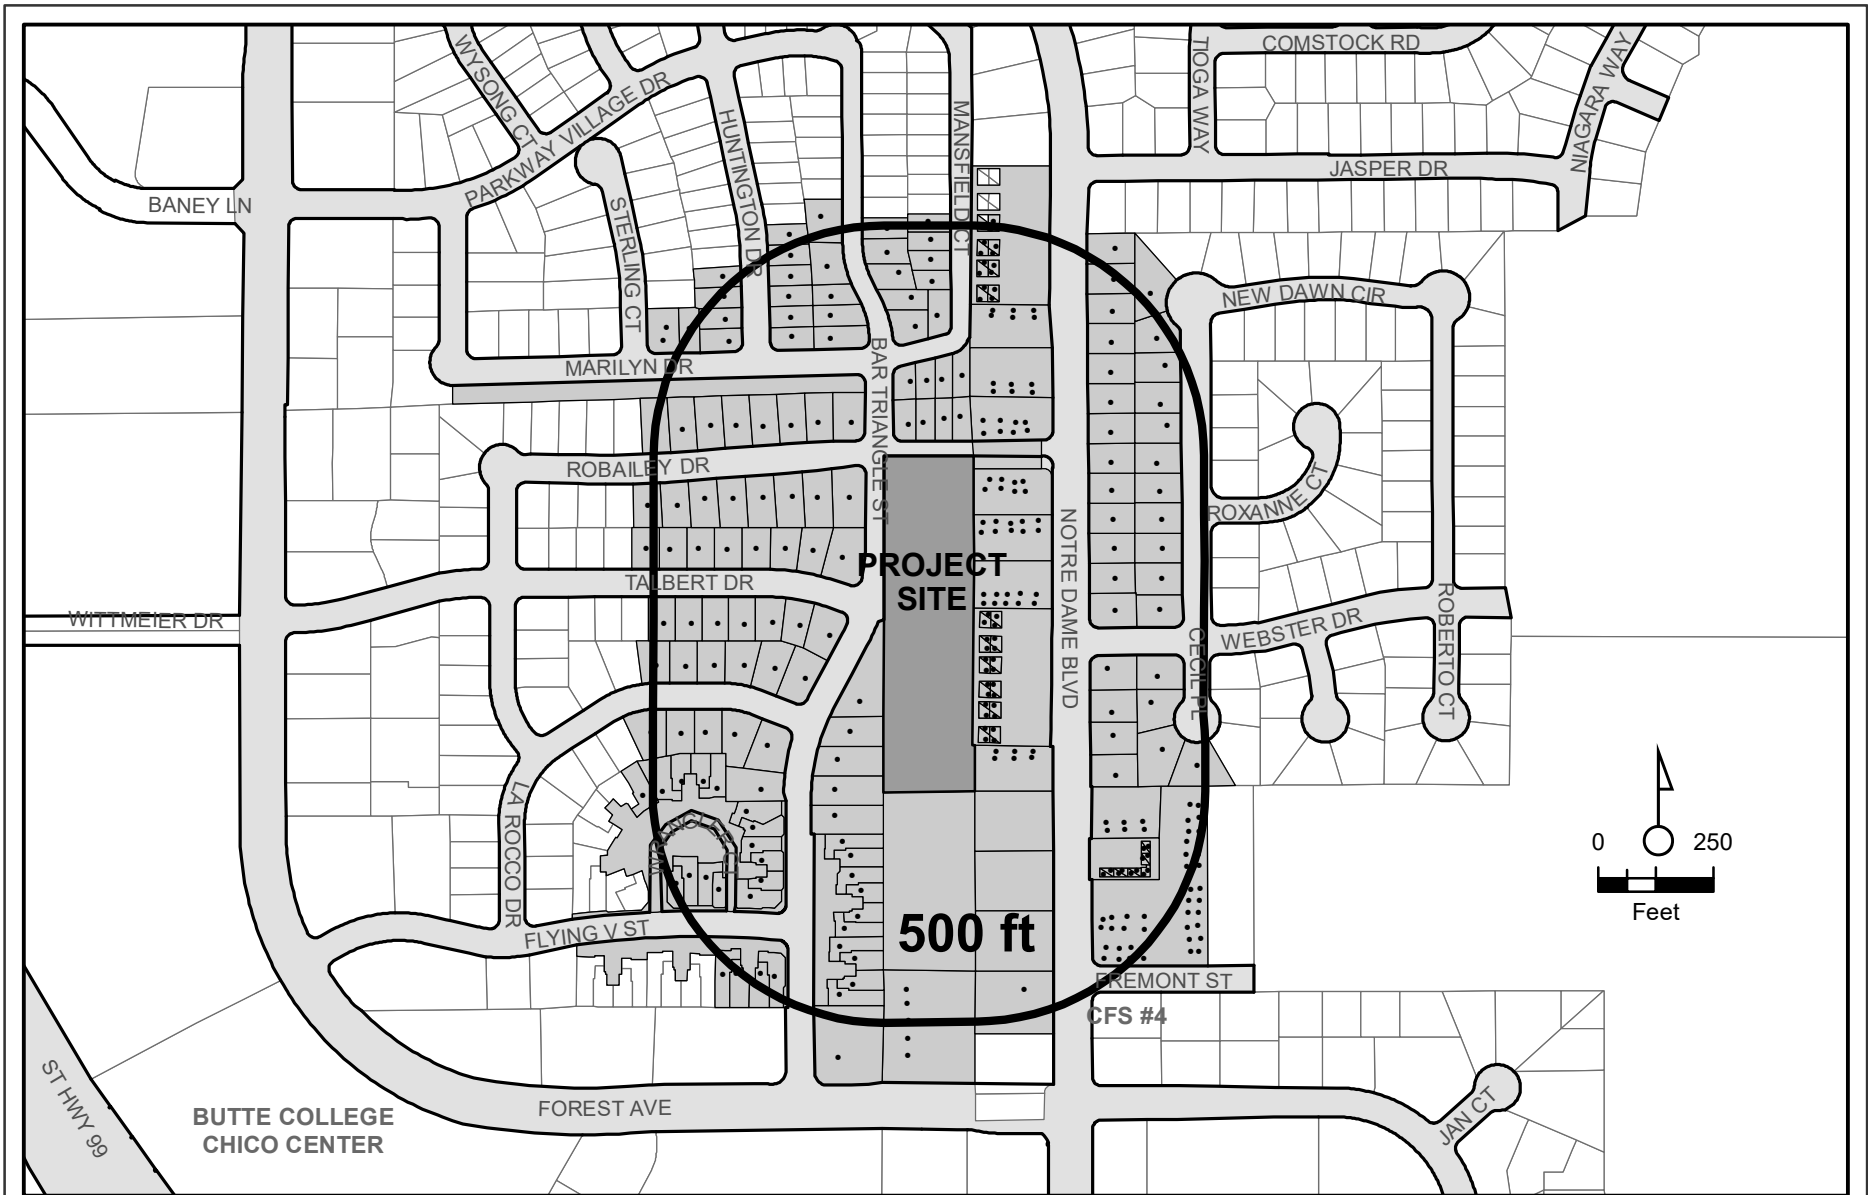 COMSTOCK RD
WYSONG CT
TIOGA WAY
NIAGARA WAY
PARKWAY VILLAGE DR
HUNTINGTON DR
MANSFIELD CT
JASPER DR
BANEY LN
STERLING CT
NEW DAWN CIR
MARILYN DR
BAR TRIANGLE ST
ROBAILEY DR
ROXANNE CT
NOTRE DAME BLVD
PROJECT
SITE
TALBERT DR
WITTMEIER DR
CECIL PL
WEBSTER DR
ROBERTO CT
LA ROCCO DR
WRANGLER CT
0 250
Feet
FLYING V ST
500 ft
FREMONT ST
CFS #4
ST HWY 99
BUTTE COLLEGE
CHICO CENTER
FOREST AVE
JAN CT